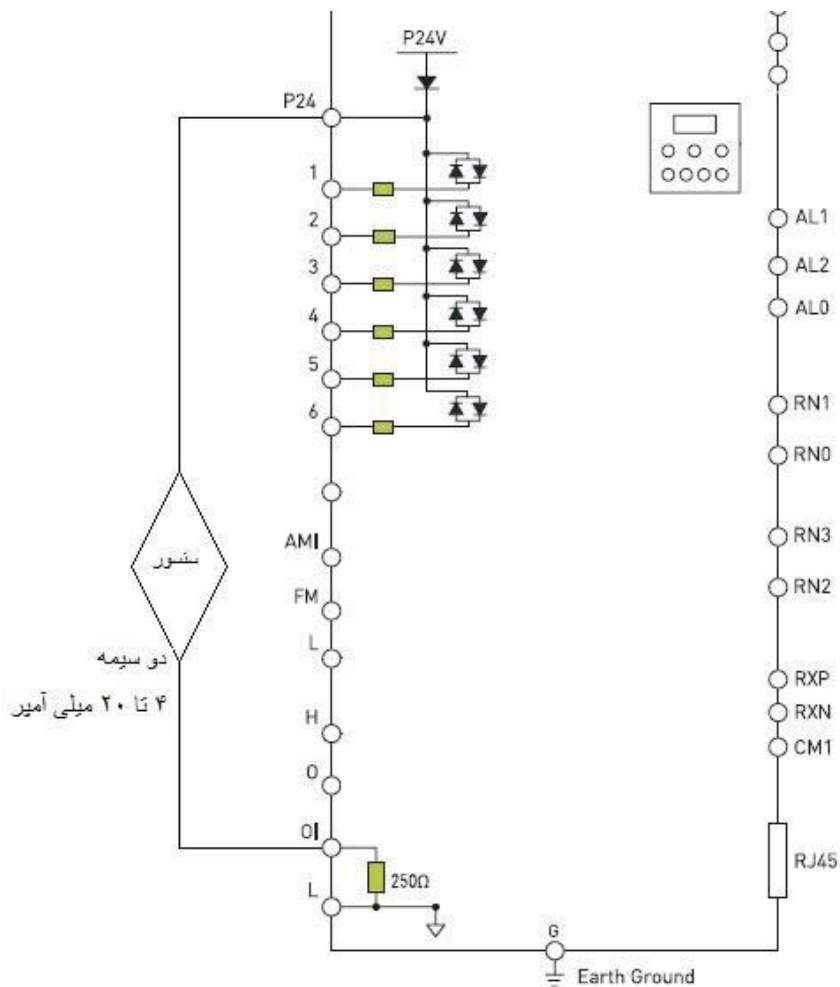 P24V
P24
1
2
3
4
5
6
AMI
FM
L
H
O
OI
250Ω
L
سنسور
دو سیمه
۴ تا ۲۰ میلی آمپر
AL1
AL2
AL0
RN1
RN0
RN3
RN2
RXP
RXN
CM1
RJ45
G
Earth Ground